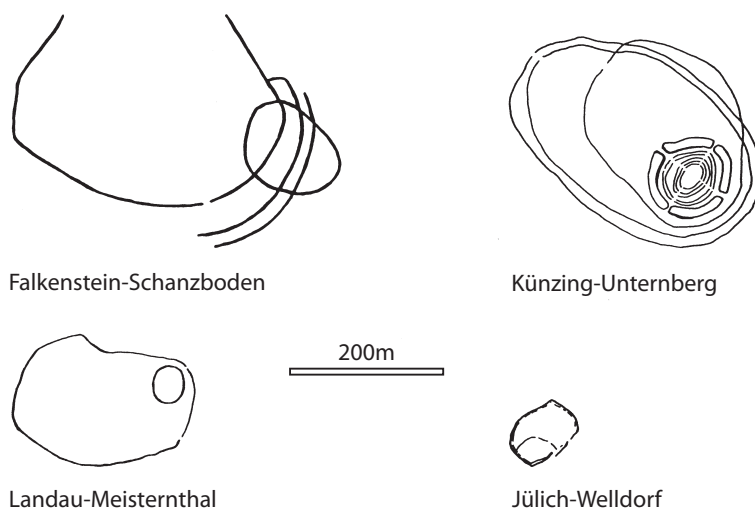 Falkenstein-Schanzboden
Künzing-Unternberg
200m
Landau-Meisternthal
Jülich-Welldorf